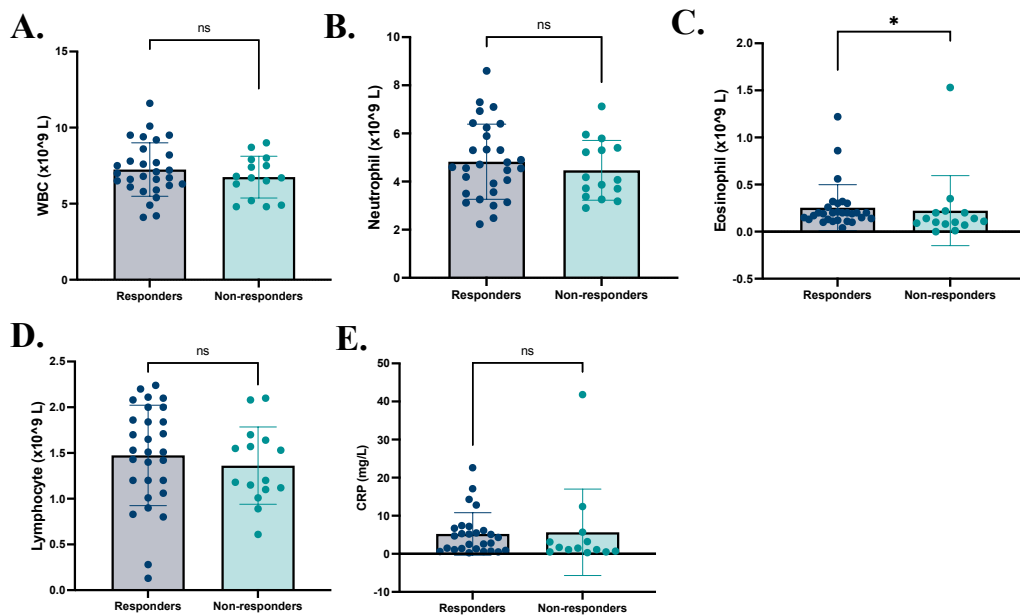 A.
ns
WBC (x10^9 L)
15
10
5
0
Responders
Non-responders
B.
ns
Neutrophil (x10^9 L)
10
8
6
4
2
0
Responders
Non-responders
C.
*
Eosinophil (x10^9 L)
2.0
1.5
1.0
0.5
0.0
-0.5
Responders
Non-responders
D.
ns
Lymphocyte (x10^9 L)
2.5
2.0
1.5
1.0
0.5
0.0
Responders
Non-responders
E.
ns
CRP (mg/L)
50
40
30
20
10
0
-10
Responders
Non-responders